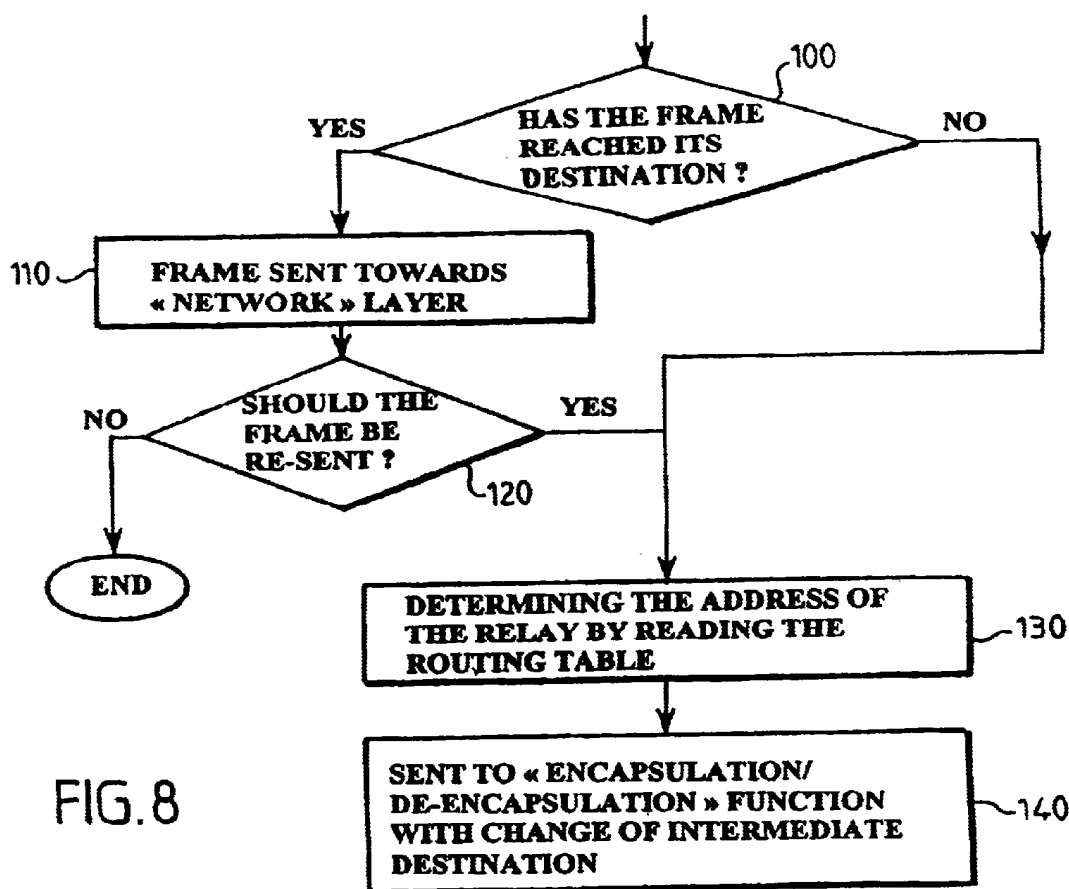 100
HAS THE FRAME
REACHED ITS
DESTINATION ?
YES
NO
110
FRAME SENT TOWARDS
« NETWORK » LAYER
SHOULD THE
FRAME BE
RE-SENT ?
NO
YES
120
END
DETERMINING THE ADDRESS OF
THE RELAY BY READING THE
ROUTING TABLE
130
SENT TO « ENCAPSULATION/
DE-ENCAPSULATION » FUNCTION
WITH CHANGE OF INTERMEDIATE
DESTINATION
140
FIG.8